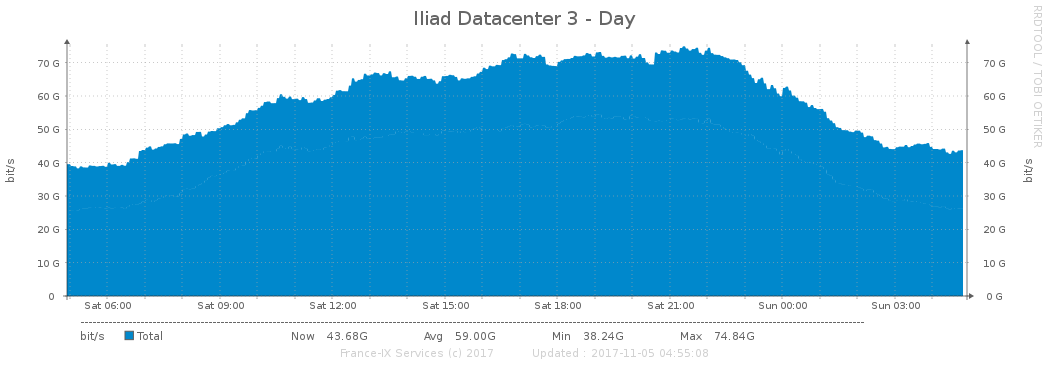 Iliad Datacenter 3 - Day
RRDTOOL / TOBI OETIKER
70 G 70 G
60 G 60 G
50 G 50 G
40 G 40 G
30 G 30 G
20 G 20 G
10 G 10 G
0 0 G
bit/s bit/s
Sat 06:00 Sat 09:00 Sat 12:00 Sat 15:00 Sat 18:00 Sat 21:00 Sun 00:00 Sun 03:00
bit/s Total Now 43.68G Avg 59.00G Min 38.24G Max 74.84G
France-IX Services (c) 2017 Updated : 2017-11-05 04:55:08